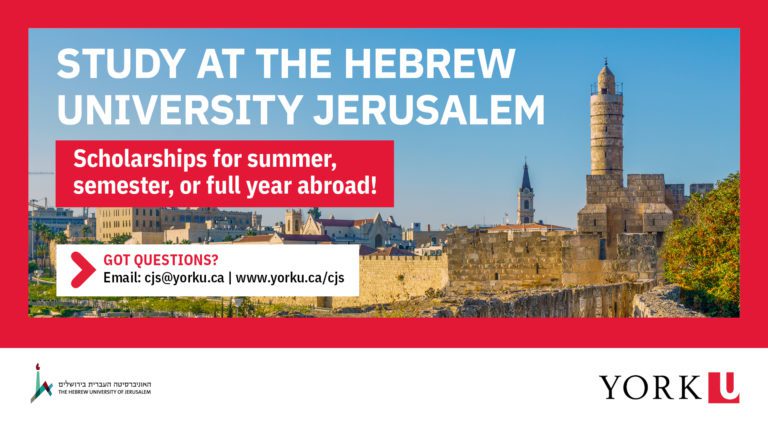 STUDY AT THE HEBREW
UNIVERSITY JERUSALEM
Scholarships for summer,
semester, or full year abroad!
GOT QUESTIONS?
Email: cjs@yorku.ca | www.yorku.ca/cjs
האוניברסיטה העברית בירושלים
THE HEBREW UNIVERSITY OF JERUSALEM
YORK U